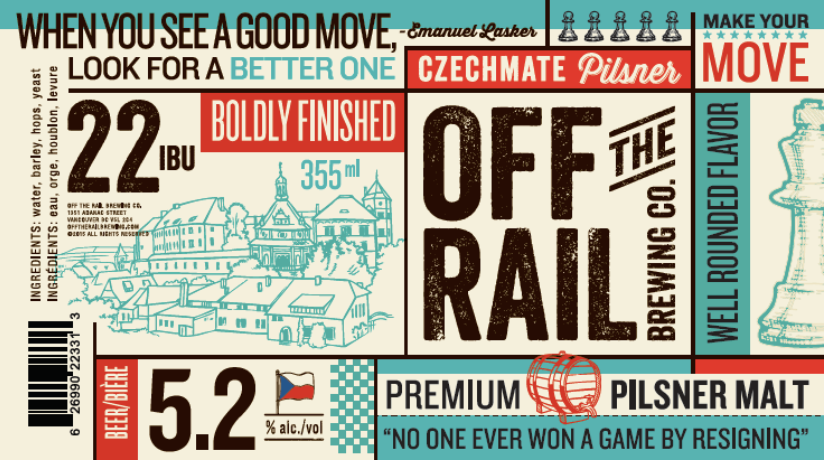 WHEN YOU SEE A GOOD MOVE, -Emanuel Lasker
LOOK FOR A BETTER ONE
CZECHMATE Pilsner
MAKE YOUR
MOVE
INGREDIENTS: water, barley, hops, yeast
INGRÉDIENTS: eau, orge, houblon, levure
22 IBU
BOLDLY FINISHED
355 ml
OFF THE RAIL BREWING CO.
1351 ADANAC STREET
VANCOUVER BC V5L 2C4
OFFTHERAILBREWING.COM
©2015 ALL RIGHTS RESERVED
OFF THE
RAIL
BREWING CO.
WELL ROUNDED FLAVOR
6 26990 22331 3
BEER/BIÈRE
5.2
% alc./vol
PREMIUM PILSNER MALT
“NO ONE EVER WON A GAME BY RESIGNING”